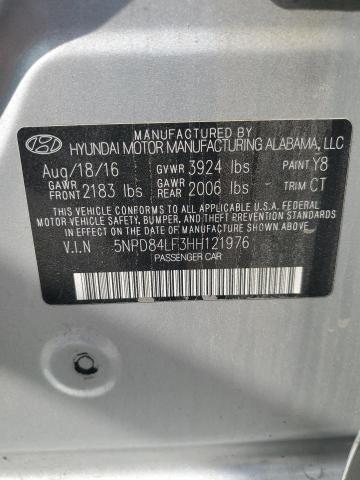 MANUFACTURED BY
HYUNDAI MOTOR MANUFACTURING ALABAMA, LLC
Aug/18/16 GVWR 3924 lbs PAINT Y8
GAWR FRONT 2183 lbs GAWR REAR 2006 lbs TRIM CT
THIS VEHICLE CONFORMS TO ALL APPLICABLE U.S.A FEDERAL
MOTOR VEHICLE SAFETY, BUMPER, AND THEFT PREVENTION STANDARDS
IN EFFECT ON THE DATE OF MANUFACTURE SHOWN ABOVE.
V.I.N 5NPD84LF3HH121976
PASSENGER CAR